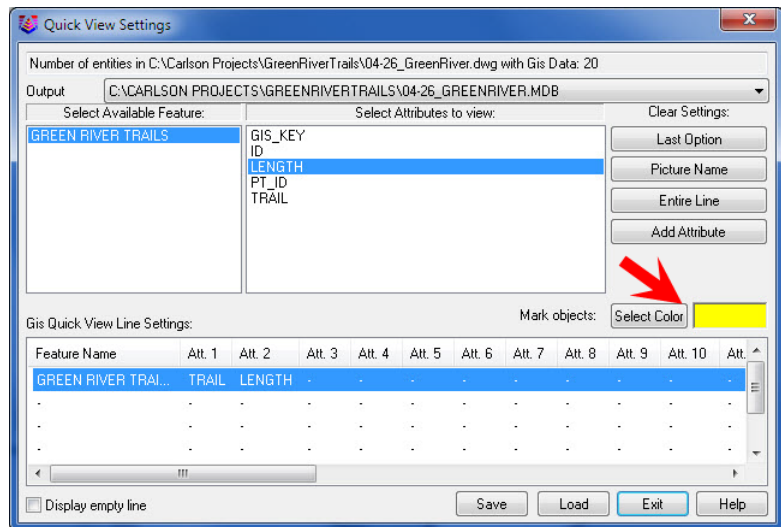 Quick View Settings
Number of entities in C:\Carlson Projects\GreenRiverTrails\04-26_GreenRiver.dwg with Gis Data: 20
Output C:\CARLSON PROJECTS\GREENRIVERTRAILS\04-26_GREENRIVER.MDB
Select Available Feature: Select Attributes to view: Clear Settings:
GREEN RIVER TRAILS
GIS_KEY
ID
LENGTH
PT_ID
TRAIL
Last Option
Picture Name
Entire Line
Add Attribute
Gis Quick View Line Settings: Mark objects: Select Color
Feature Name Att. 1 Att. 2 Att. 3 Att. 4 Att. 5 Att. 6 Att. 7 Att. 8 Att. 9 Att. 10 Att.
GREEN RIVER TRAI... TRAIL LENGTH - - - - - - - - -
- - - - - - - - - - - -
- - - - - - - - - - - -
- - - - - - - - - - - -
Display empty line Save Load Exit Help